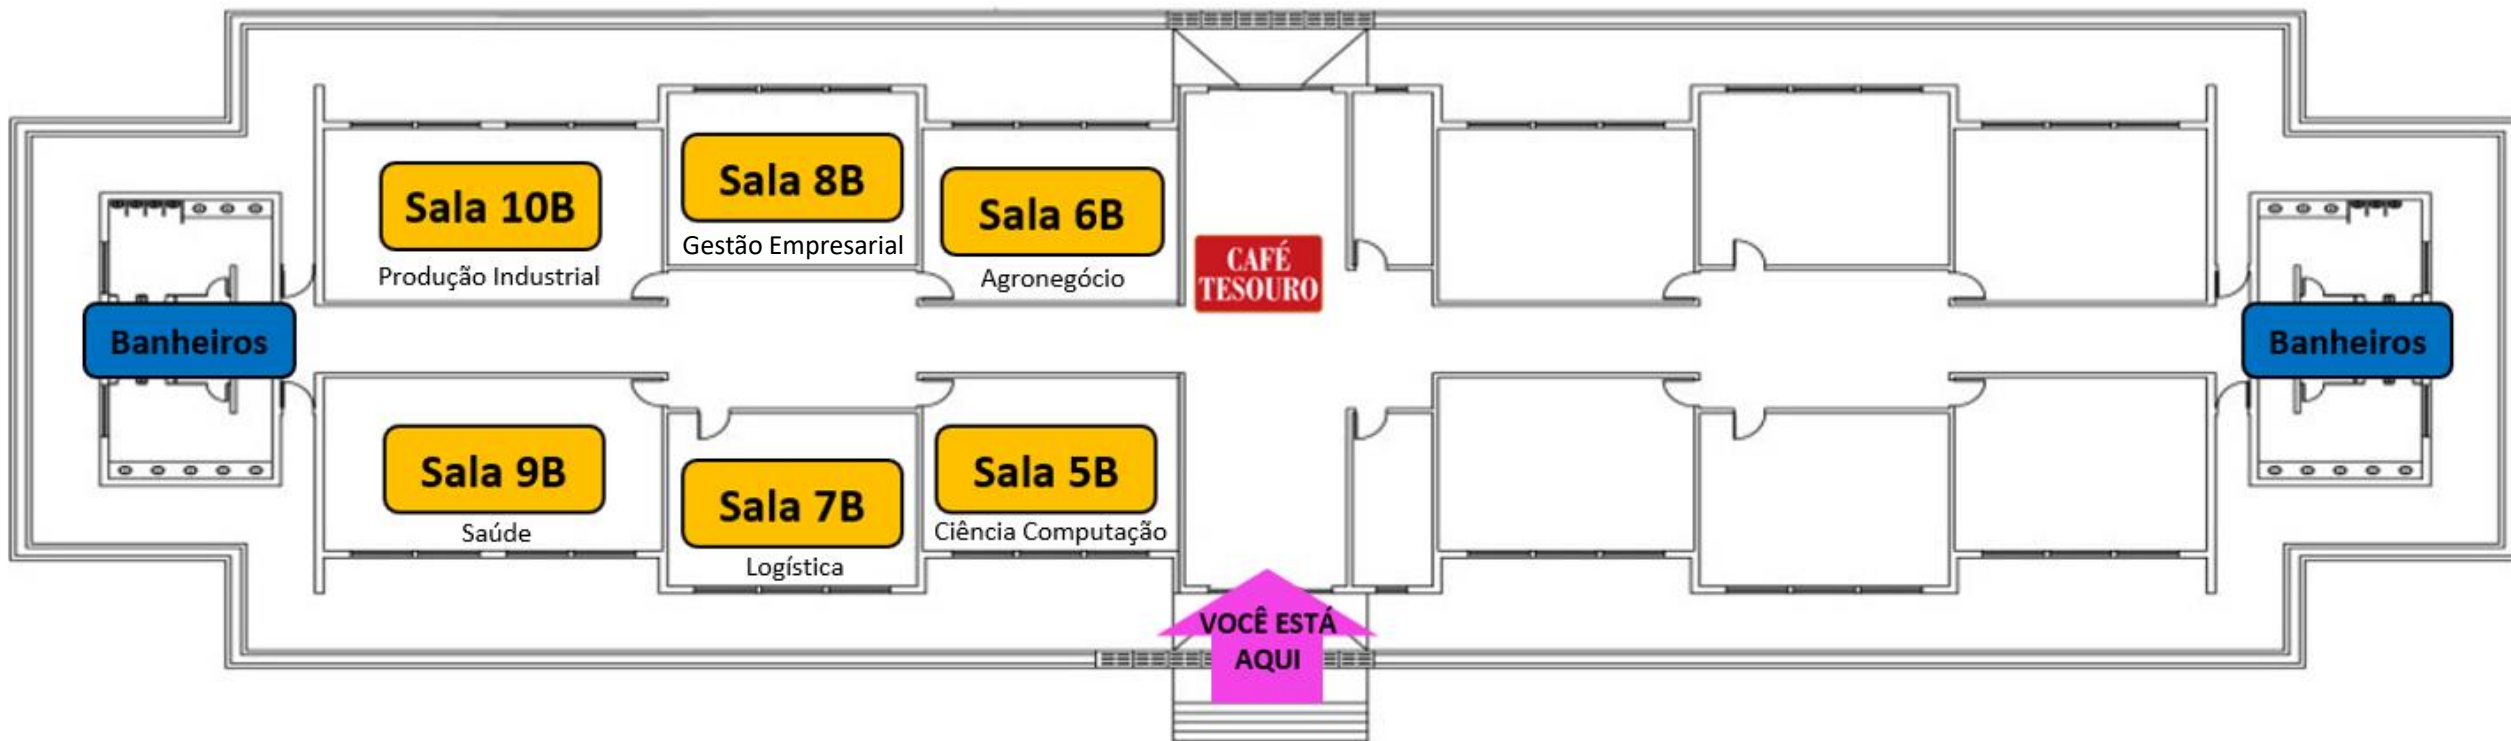 Sala 10B
Produção Industrial
Sala 8B
Gestão Empresarial
Sala 6B
Agronegócio
CAFÉ
TESOURO
Banheiros
Banheiros
Sala 9B
Saúde
Sala 7B
Logística
Sala 5B
Ciência Computação
VOCÊ ESTÁ
AQUI